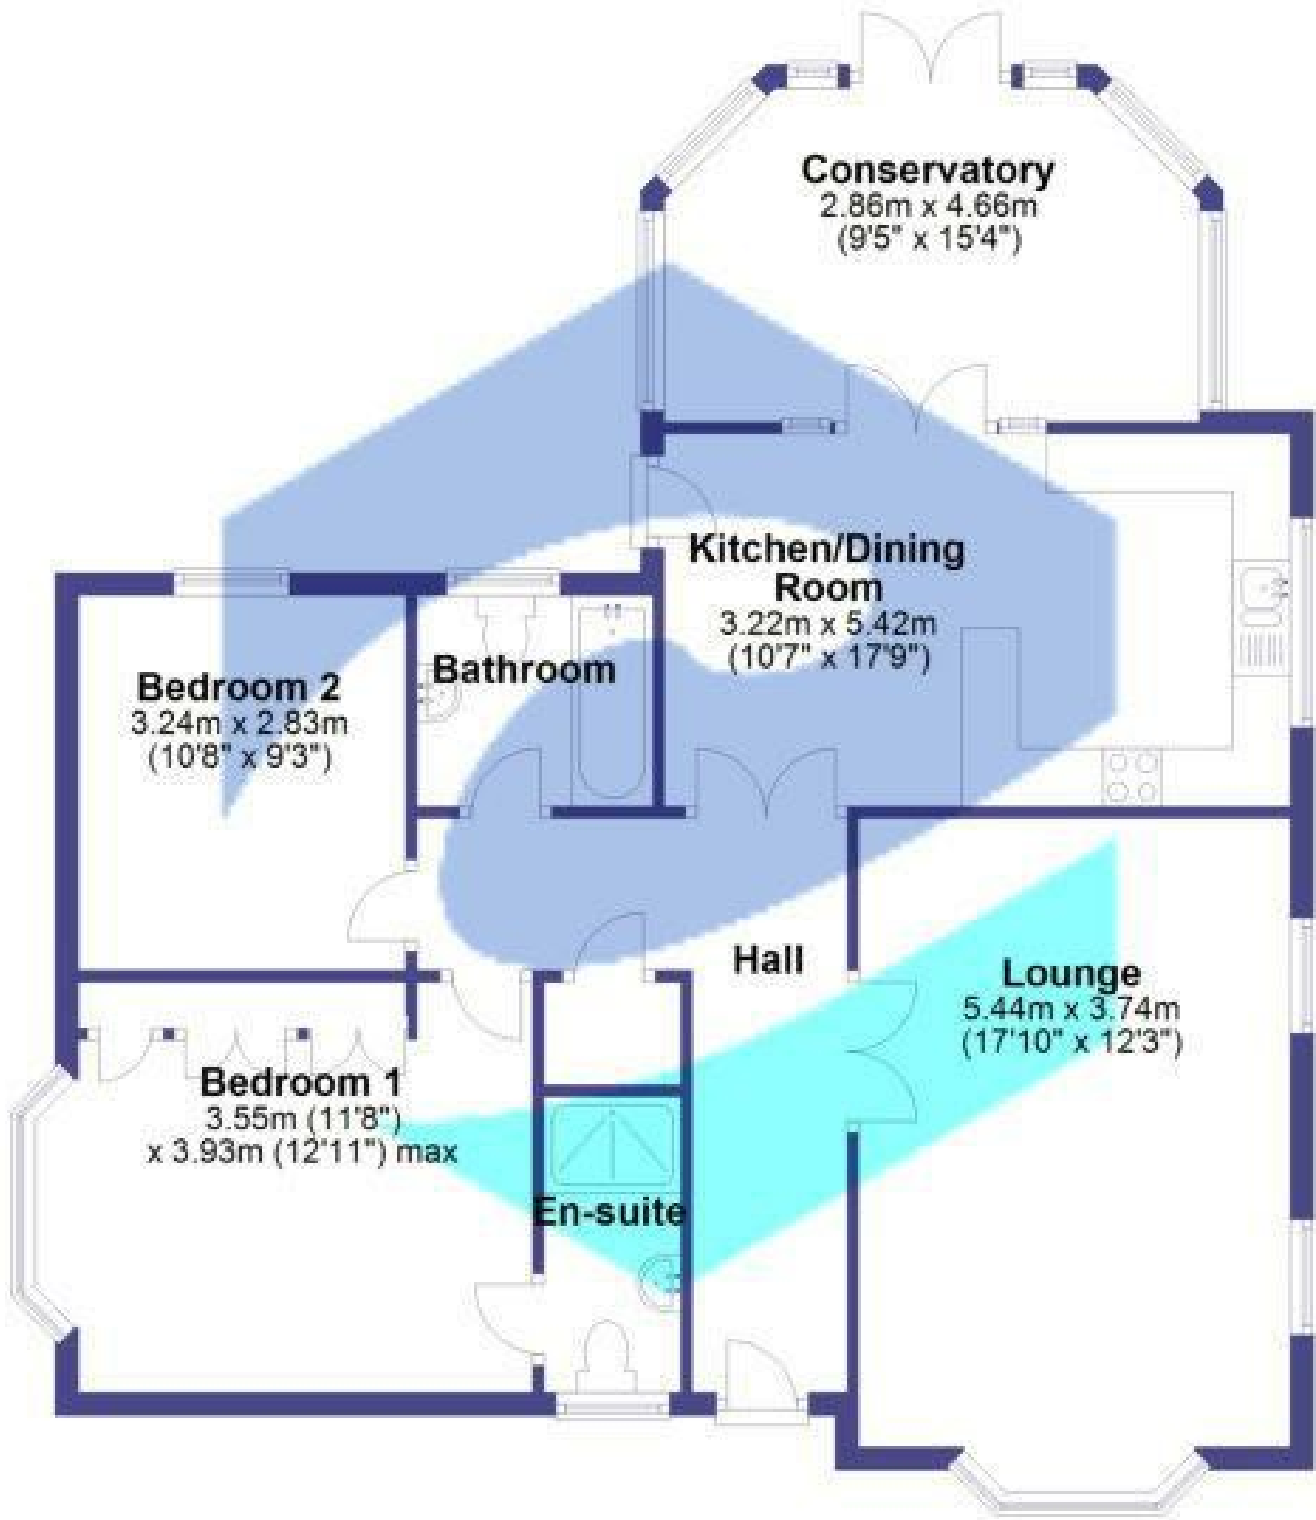 Conservatory
2.86m x 4.66m
(9'5" x 15'4")
Kitchen/Dining
Room
3.22m x 5.42m
(10'7" x 17'9")
Bathroom
Bedroom 2
3.24m x 2.83m
(10'8" x 9'3")
Hall
Lounge
5.44m x 3.74m
(17'10" x 12'3")
Bedroom 1
3.55m (11'8")
x 3.93m (12'11") max
En-suite